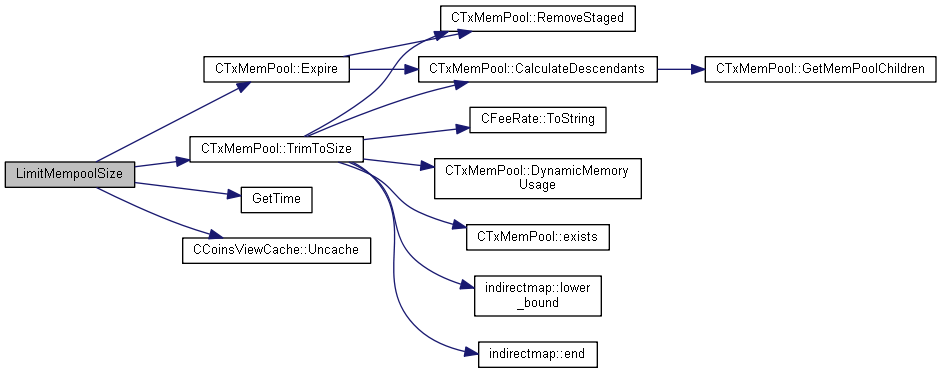 LimitMempoolSize
CTxMemPool::Expire
CTxMemPool::TrimToSize
GetTime
CCoinsViewCache::Uncache
CTxMemPool::RemoveStaged
CTxMemPool::CalculateDescendants
CFeeRate::ToString
CTxMemPool::DynamicMemory
Usage
CTxMemPool::exists
indirectmap::lower
_bound
indirectmap::end
CTxMemPool::GetMemPoolChildren